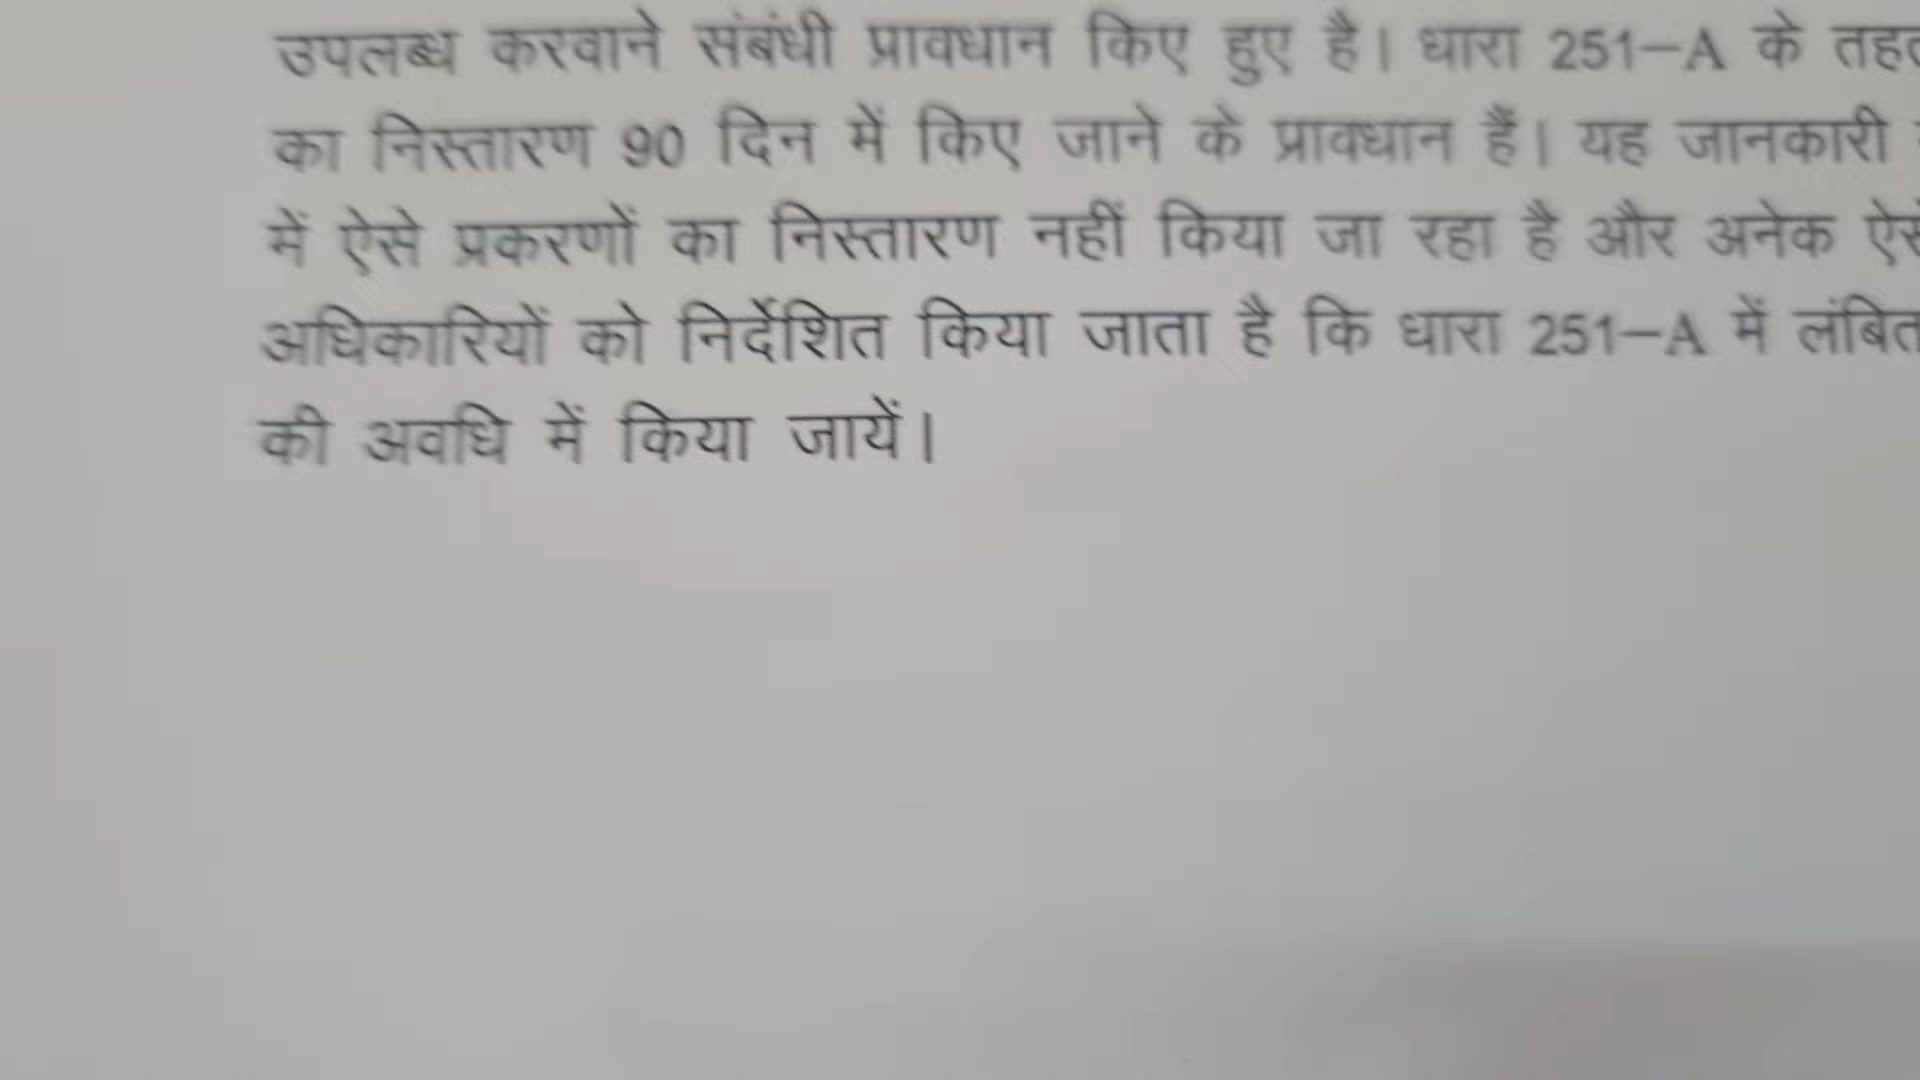 उपलब्ध करवाने संबंधी प्रावधान किए हुए है। धारा 251–A के
का निस्तारण 90 दिन में किए जाने के प्रावधान हैं। यह जानकारी
में ऐसे प्रकरणों का निस्तारण नहीं किया जा रहा है और अनेक
अधिकारियों को निर्देशित किया जाता है कि धारा 251–A में लंबित
की अवधि में किया जायें।